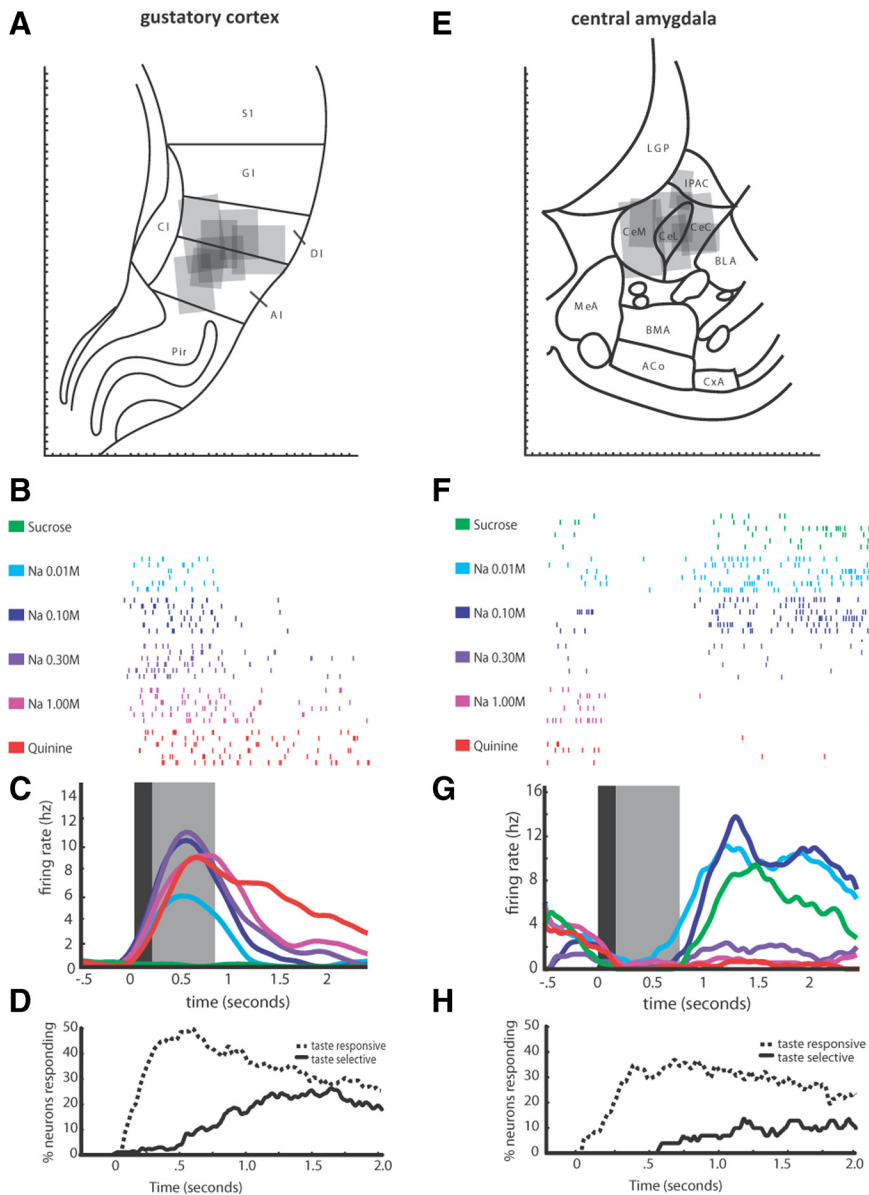 A
gustatory cortex
S1
GI
CI
DI
AI
Pir
B
Sucrose
Na 0.01M
Na 0.10M
Na 0.30M
Na 1.00M
Quinine
C
firing rate (hz)
14
12
10
8
6
4
2
0
-.5 0 0.5 1 1.5 2
time (seconds)
D
% neurons responding
50
40
30
20
10
0
taste responsive
taste selective
0 .5 1.0 1.5 2.0
Time (seconds)
E
central amygdala
LGP
IPAC
CeM
CeL
CeC
BLA
MeA
BMA
ACo
CxA
F
Sucrose
Na 0.01M
Na 0.10M
Na 0.30M
Na 1.00M
Quinine
G
firing rate (hz)
16
12
8
4
0
-.5 0 0.5 1 1.5 2
time (seconds)
H
% neurons responding
50
40
30
20
10
0
taste responsive
taste selective
0 .5 1.0 1.5 2.0
Time (seconds)